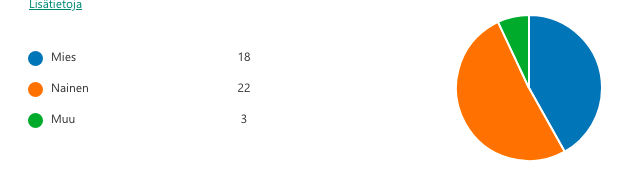 Lisätietoja
Mies 18
Nainen 22
Muu 3